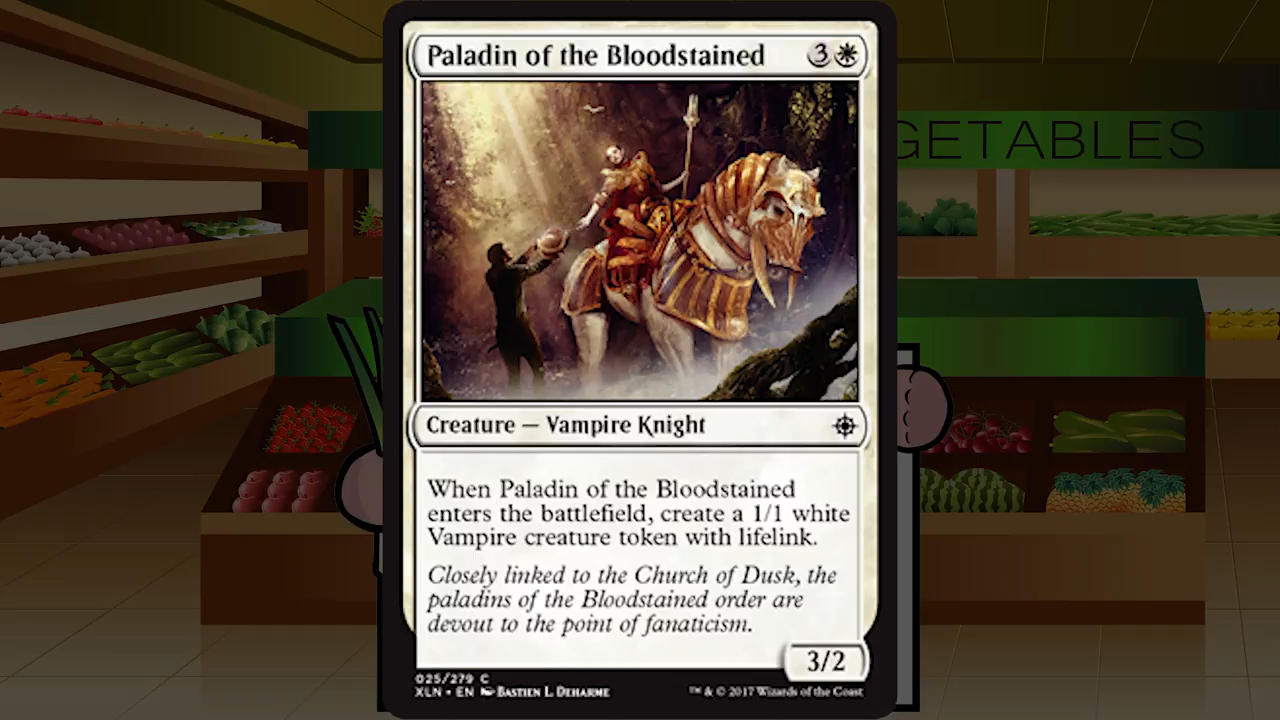 Paladin of the Bloodstained 3
GETABLES
Creature — Vampire Knight
When Paladin of the Bloodstained
enters the battlefield, create a 1/1 white
Vampire creature token with lifelink.
Closely linked to the Church of Dusk, the
paladins of the Bloodstained order are
devout to the point of fanaticism.
3/2
025/279 C
XLN • EN Bastien L. Deharme
™ & © 2017 Wizards of the Coast